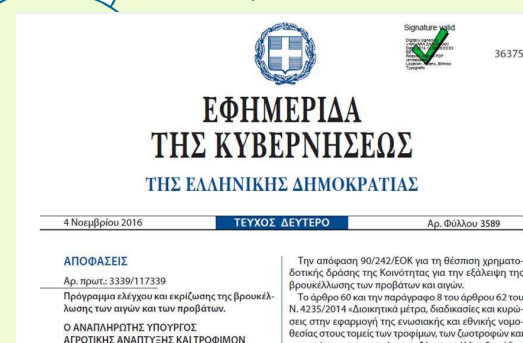 Signature valid
36375
ΕΦΗΜΕΡΙΔΑ
ΤΗΣ ΚΥΒΕΡΝΗΣΕΩΣ
ΤΗΣ ΕΛΛΗΝΙΚΗΣ ΔΗΜΟΚΡΑΤΙΑΣ
4 Νοεμβρίου 2016
ΤΕΥΧΟΣ ΔΕΥΤΕΡΟ
Αρ. Φύλλου 3589
ΑΠΟΦΑΣΕΙΣ
Αρ. πρωτ.: 3339/117339
Πρόγραμμα ελέγχου και εκρίζωσης της βρουκέλ-
λωσης των αιγών και των προβάτων.
Ο ΑΝΑΠΛΗΡΩΤΗΣ ΥΠΟΥΡΓΟΣ
ΑΓΡΟΤΙΚΗΣ ΑΝΑΠΤΥΞΗΣ ΚΑΙ ΤΡΟΦΙΜΩΝ
Την απόφαση 90/242/ΕΟΚ για τη θέσπιση χρηματο-
δοτικής δράσης της Κοινότητας για την εξάλειψη της
βρουκέλλωσης των προβάτων και αιγών.
Το άρθρο 60 και την παράγραφο 8 του άρθρου 62 του
Ν. 4235/2014 «Διοικητικά μέτρα, διαδικασίες και κυρώ-
σεις στην εφαρμογή της ενωσιακής και εθνικής νομο-
θεσίας στους τομείς των τροφίμων, των ζωοτροφών και